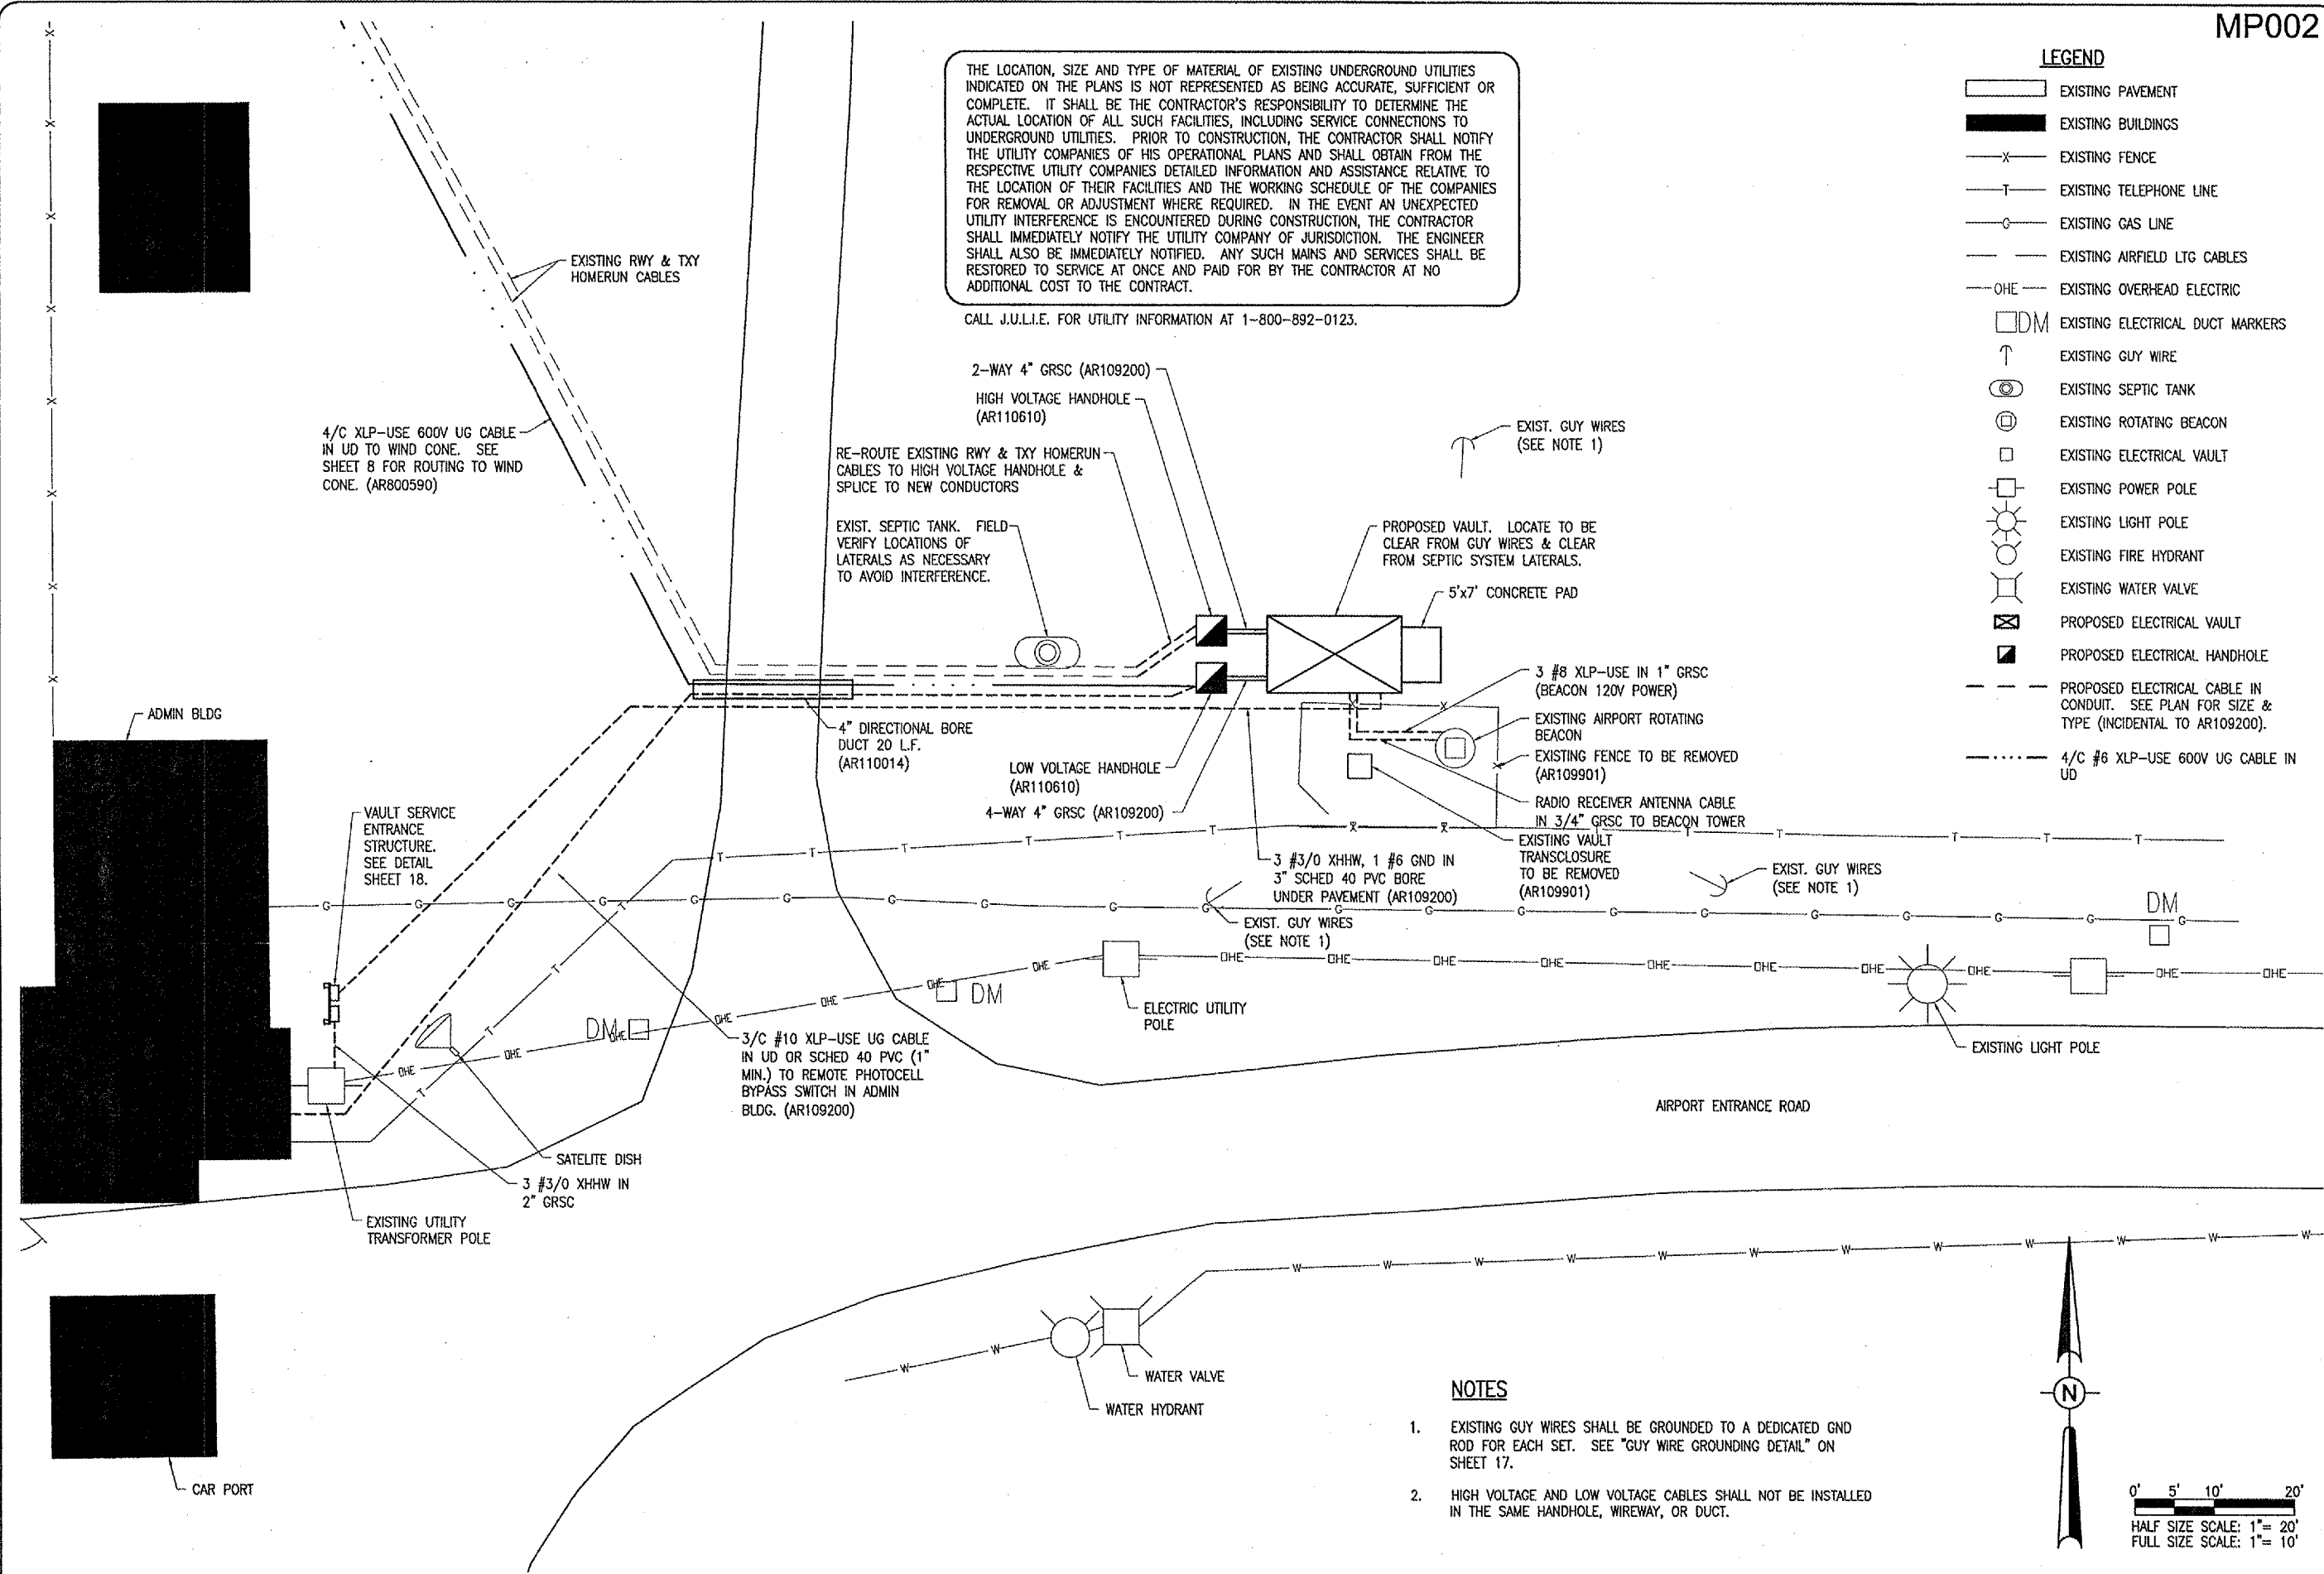 MP002
THE LOCATION, SIZE AND TYPE OF MATERIAL OF EXISTING UNDERGROUND UTILITIES
INDICATED ON THE PLANS IS NOT REPRESENTED AS BEING ACCURATE, SUFFICIENT OR
COMPLETE. IT SHALL BE THE CONTRACTOR'S RESPONSIBILITY TO DETERMINE THE
ACTUAL LOCATION OF ALL SUCH FACILITIES, INCLUDING SERVICE CONNECTIONS TO
UNDERGROUND UTILITIES. PRIOR TO CONSTRUCTION, THE CONTRACTOR SHALL NOTIFY
THE UTILITY COMPANIES OF HIS OPERATIONAL PLANS AND SHALL OBTAIN FROM THE
RESPECTIVE UTILITY COMPANIES DETAILED INFORMATION AND ASSISTANCE RELATIVE TO
THE LOCATION OF THEIR FACILITIES AND THE WORKING SCHEDULE OF THE COMPANIES
FOR REMOVAL OR ADJUSTMENT WHERE REQUIRED. IN THE EVENT AN UNEXPECTED
UTILITY INTERFERENCE IS ENCOUNTERED DURING CONSTRUCTION, THE CONTRACTOR
SHALL IMMEDIATELY NOTIFY THE UTILITY COMPANY OF JURISDICTION. THE ENGINEER
SHALL ALSO BE IMMEDIATELY NOTIFIED. ANY SUCH MAINS AND SERVICES SHALL BE
RESTORED TO SERVICE AT ONCE AND PAID FOR BY THE CONTRACTOR AT NO
ADDITIONAL COST TO THE CONTRACT.
CALL J.U.L.I.E. FOR UTILITY INFORMATION AT 1-800-892-0123.
LEGEND
EXISTING PAVEMENT
EXISTING BUILDINGS
X EXISTING FENCE
T EXISTING TELEPHONE LINE
G EXISTING GAS LINE
EXISTING AIRFIELD LTG CABLES
OHE EXISTING OVERHEAD ELECTRIC
DM EXISTING ELECTRICAL DUCT MARKERS
EXISTING GUY WIRE
EXISTING SEPTIC TANK
EXISTING ROTATING BEACON
EXISTING ELECTRICAL VAULT
EXISTING POWER POLE
EXISTING LIGHT POLE
EXISTING FIRE HYDRANT
EXISTING WATER VALVE
PROPOSED ELECTRICAL VAULT
PROPOSED ELECTRICAL HANDHOLE
PROPOSED ELECTRICAL CABLE IN
CONDUIT. SEE PLAN FOR SIZE &
TYPE (INCIDENTAL TO AR109200).
4/C #6 XLP-USE 600V UG CABLE IN
UD
EXISTING RWY & TXY
HOMERUN CABLES
4/C XLP-USE 600V UG CABLE
IN UD TO WIND CONE. SEE
SHEET 8 FOR ROUTING TO WIND
CONE. (AR800590)
2-WAY 4" GRSC (AR109200)
HIGH VOLTAGE HANDHOLE
(AR110610)
RE-ROUTE EXISTING RWY & TXY HOMERUN
CABLES TO HIGH VOLTAGE HANDHOLE &
SPLICE TO NEW CONDUCTORS
EXIST. SEPTIC TANK. FIELD
VERIFY LOCATIONS OF
LATERALS AS NECESSARY
TO AVOID INTERFERENCE.
EXIST. GUY WIRES
(SEE NOTE 1)
PROPOSED VAULT. LOCATE TO BE
CLEAR FROM GUY WIRES & CLEAR
FROM SEPTIC SYSTEM LATERALS.
5'x7' CONCRETE PAD
3 #8 XLP-USE IN 1" GRSC
(BEACON 120V POWER)
EXISTING AIRPORT ROTATING
BEACON
EXISTING FENCE TO BE REMOVED
(AR109901)
RADIO RECEIVER ANTENNA CABLE
IN 3/4" GRSC TO BEACON TOWER
EXISTING VAULT
TRANSCLOSURE
TO BE REMOVED
(AR109901)
ADMIN BLDG
4" DIRECTIONAL BORE
DUCT 20 L.F.
(AR110014)
LOW VOLTAGE HANDHOLE
(AR110610)
4-WAY 4" GRSC (AR109200)
VAULT SERVICE
ENTRANCE
STRUCTURE.
SEE DETAIL
SHEET 18.
3 #3/0 XHHW, 1 #6 GND IN
3" SCHED 40 PVC BORE
UNDER PAVEMENT (AR109200)
EXIST. GUY WIRES
(SEE NOTE 1)
EXIST. GUY WIRES
(SEE NOTE 1)
DM
DM
DM
ELECTRIC UTILITY
POLE
3/C #10 XLP-USE UG CABLE
IN UD OR SCHED 40 PVC (1"
MIN.) TO REMOTE PHOTOCELL
BYPASS SWITCH IN ADMIN
BLDG. (AR109200)
EXISTING LIGHT POLE
AIRPORT ENTRANCE ROAD
SATELITE DISH
3 #3/0 XHHW IN
2" GRSC
EXISTING UTILITY
TRANSFORMER POLE
WATER VALVE
WATER HYDRANT
CAR PORT
NOTES
1. EXISTING GUY WIRES SHALL BE GROUNDED TO A DEDICATED GND
ROD FOR EACH SET. SEE "GUY WIRE GROUNDING DETAIL" ON
SHEET 17.
2. HIGH VOLTAGE AND LOW VOLTAGE CABLES SHALL NOT BE INSTALLED
IN THE SAME HANDHOLE, WIREWAY, OR DUCT.
N
0' 5' 10' 20'
HALF SIZE SCALE: 1"= 20'
FULL SIZE SCALE: 1"= 10'